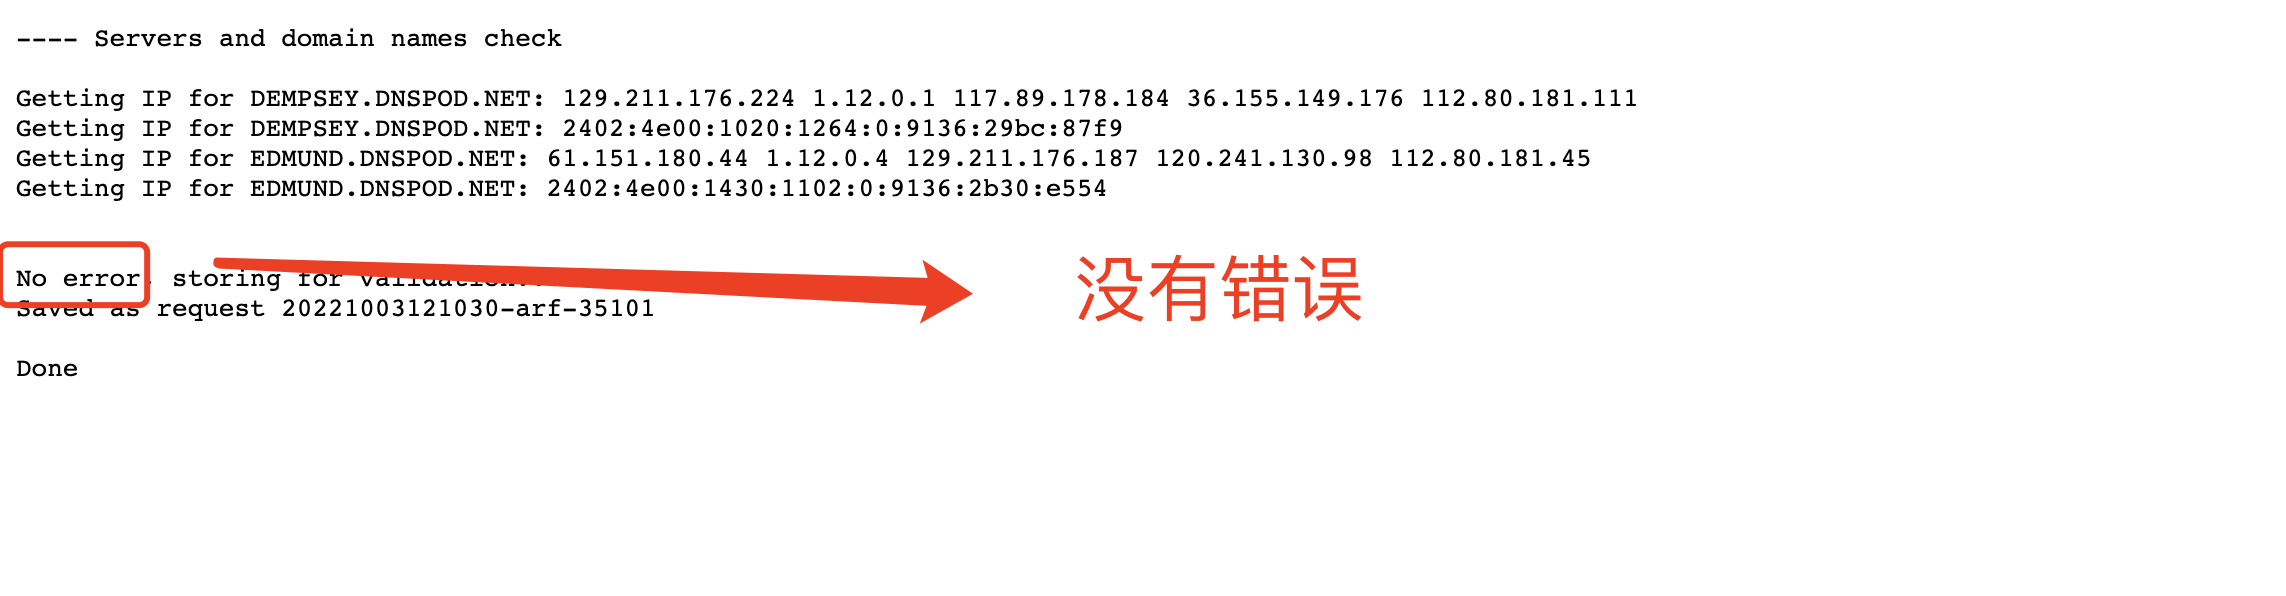 ---- Servers and domain names check
Getting IP for DEMPSEY.DNSPOD.NET: 129.211.176.224 1.12.0.1 117.89.178.184 36.155.149.176 112.80.181.111
Getting IP for DEMPSEY.DNSPOD.NET: 2402:4e00:1020:1264:0:9136:29bc:87f9
Getting IP for EDMUND.DNSPOD.NET: 61.151.180.44 1.12.0.4 129.211.176.187 120.241.130.98 112.80.181.45
Getting IP for EDMUND.DNSPOD.NET: 2402:4e00:1430:1102:0:9136:2b30:e554
No error, storing for validation...
没有错误
Saved as request 20221003121030-arf-35101
Done